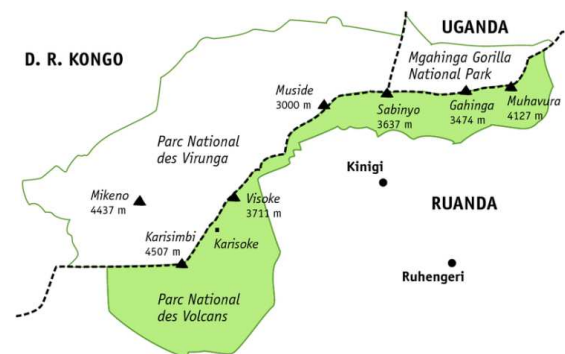 UGANDA
D. R. KONGO
Mgahinga Gorilla
National Park
Muside
3000 m
Sabinyo
3637 m
Gahinga
3474 m
Muhavura
4127 m
Parc National
des Virunga
Kinigi
Mikeno
4437 m
Visoke
3711 m
RUANDA
Karisimbi
4507 m
Karisoke
Ruhengeri
Parc National
des Volcans